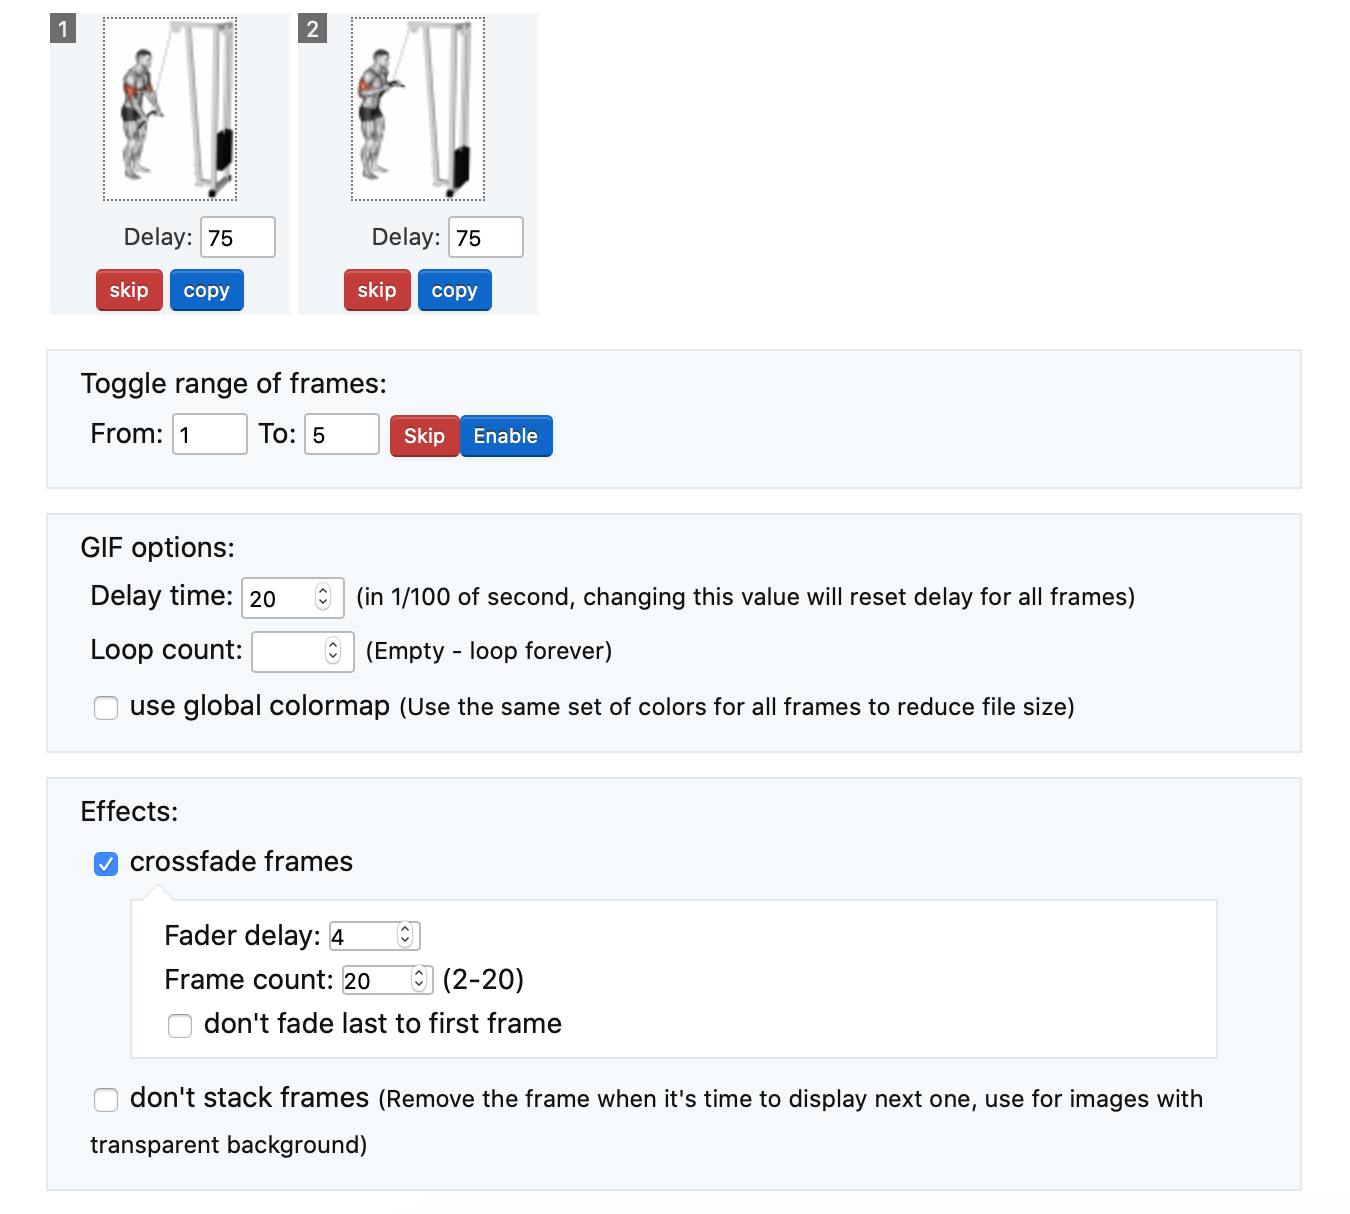 1
2
Delay: 75
Delay: 75
skip copy
skip copy
Toggle range of frames:
From: 1 To: 5 Skip Enable
GIF options:
Delay time: 20 (in 1/100 of second, changing this value will reset delay for all frames)
Loop count: (Empty - loop forever)
use global colormap (Use the same set of colors for all frames to reduce file size)
Effects:
crossfade frames
Fader delay: 4
Frame count: 20 (2-20)
don't fade last to first frame
don't stack frames (Remove the frame when it's time to display next one, use for images with
transparent background)